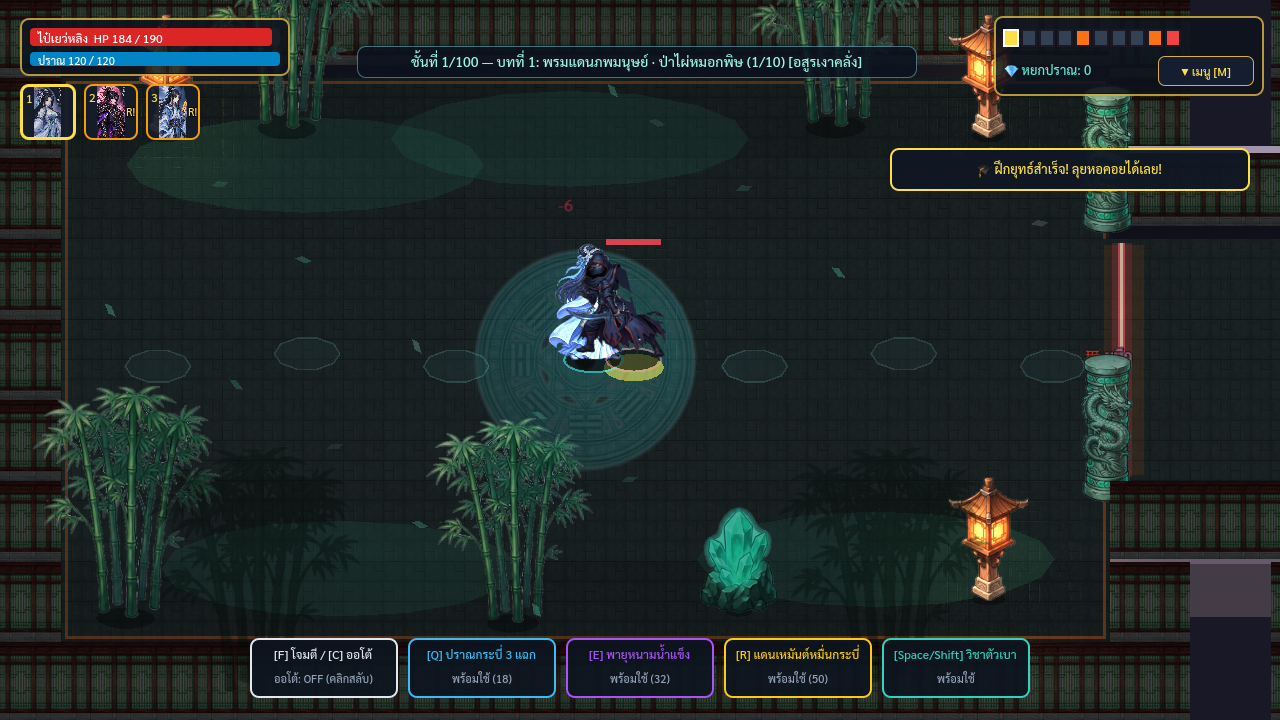 ไป๋เยว่หลิง HP 184 / 190
ปราณ 120 / 120
1
2
R!
3
R!
ชั้นที่ 1/100 — บทที่ 1: พรมแดนภพมนุษย์ · ป่าไผ่หมอกพิษ (1/10) [อสูรเงาคลั่ง]
💎 หยกปราณ: 0
▼ เมนู [M]
🎓 ฝึกยุทธ์สำเร็จ! ลุยหอคอยได้เลย!
-6
[F] โจมตี / [C] ออโต้
ออโต้: OFF (คลิกสลับ)
[Q] ปราณกระบี่ 3 แฉก
พร้อมใช้ (18)
[E] พายุหนามน้ำแข็ง
พร้อมใช้ (32)
[R] แดนเหมันต์หมื่นกระบี่
พร้อมใช้ (50)
[Space/Shift] วิชาตัวเบา
พร้อมใช้